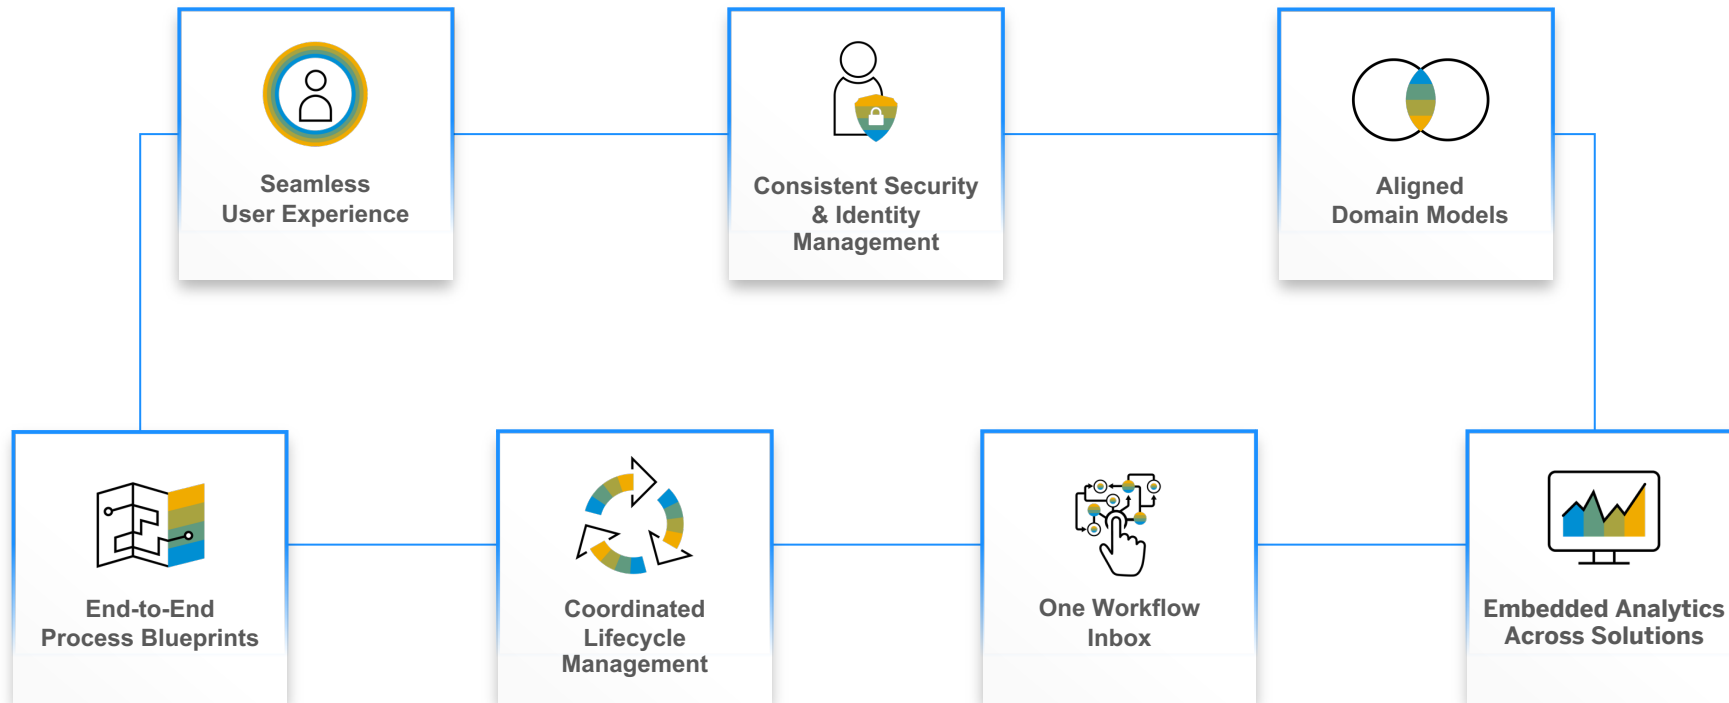 Seamless
User Experience
Consistent Security
& Identity
Management
Aligned
Domain Models
End-to-End
Process Blueprints
Coordinated
Lifecycle
Management
One Workflow
Inbox
Embedded Analytics
Across Solutions